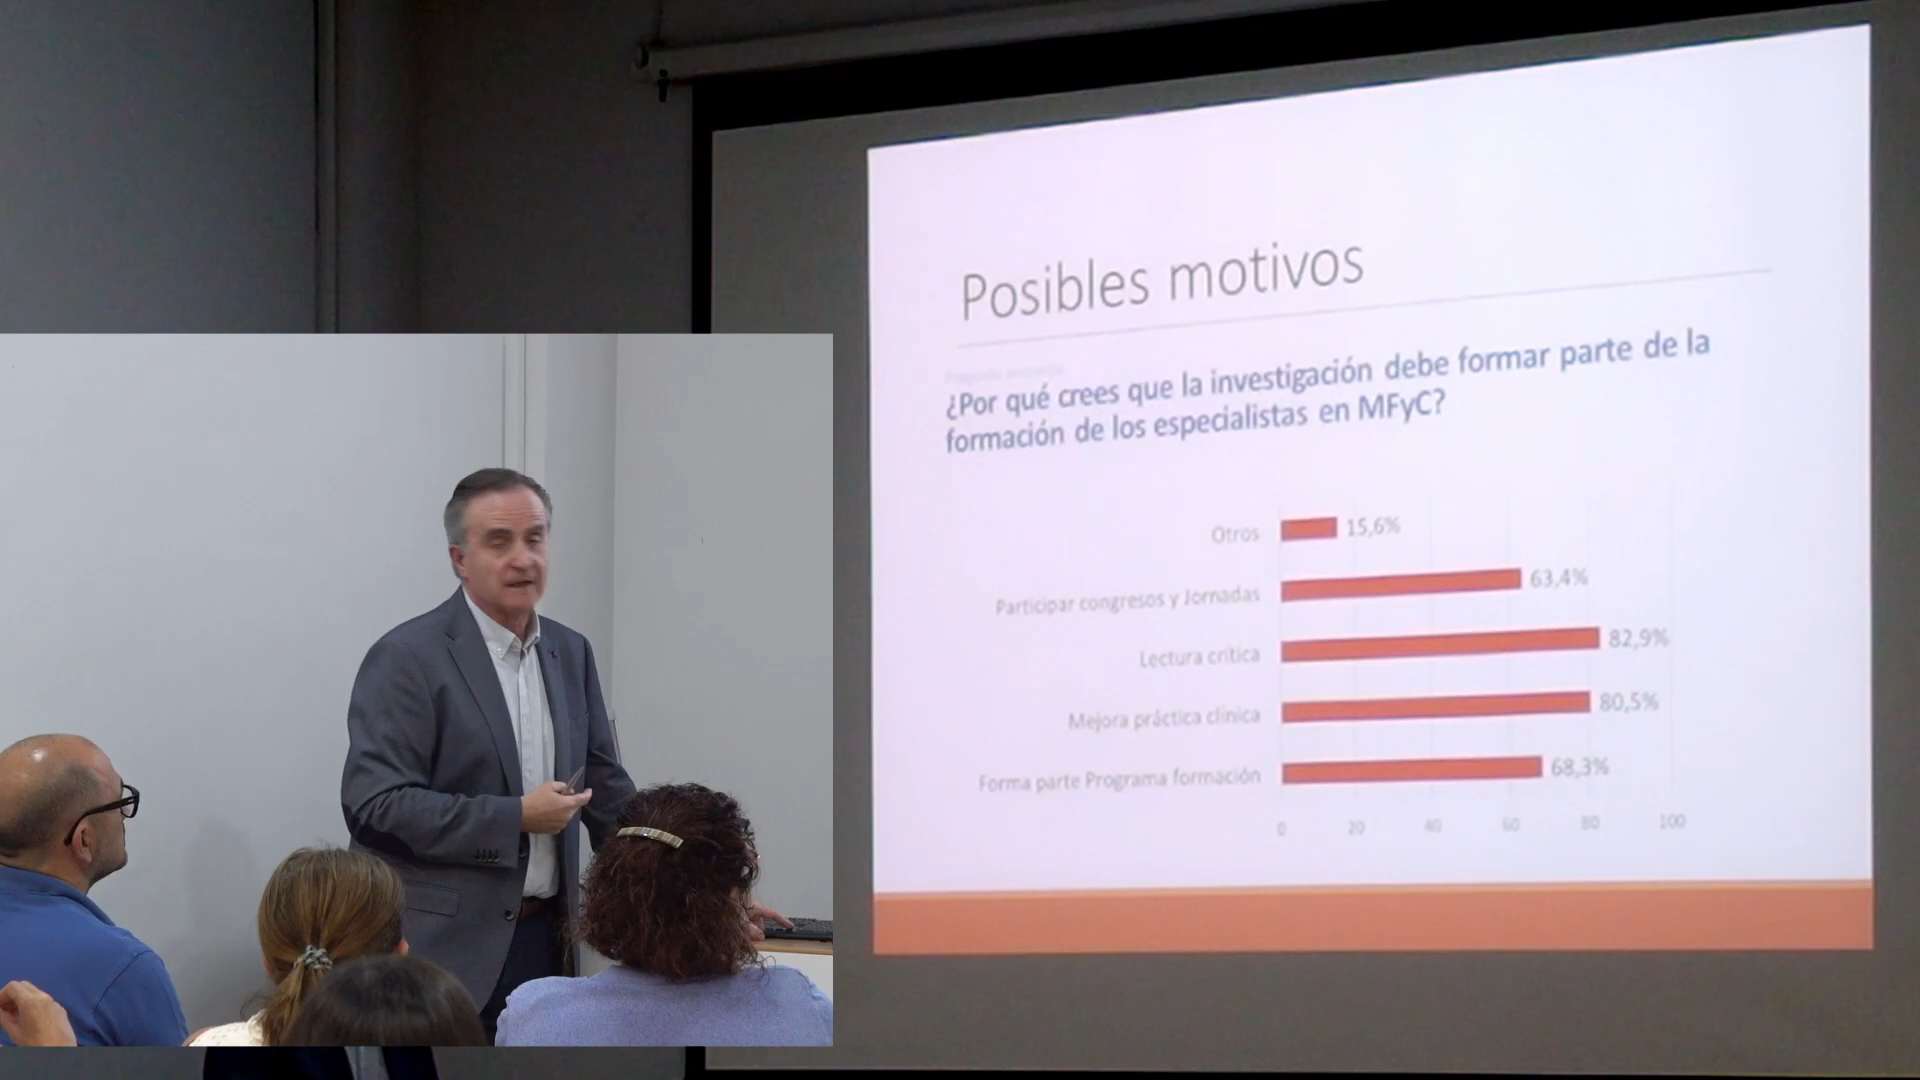 Posibles motivos
¿Por qué crees que la investigación debe formar parte de la
formación de los especialistas en MFyC?
Otros 15,6%
Participar congresos y Jornadas 63,4%
Lectura crítica 82,9%
Mejora práctica clínica 80,5%
Forma parte Programa formación 68,3%
0 20 40 60 80 100